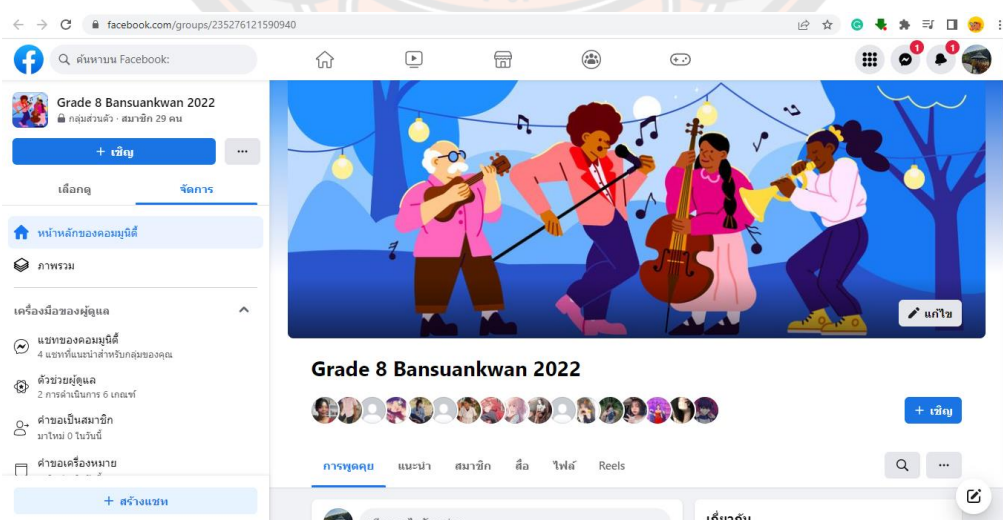 facebook.com/groups/235276121590940
ค้นหาบน Facebook:
1
1
Grade 8 Bansuankwan 2022
กลุ่มส่วนตัว · สมาชิก 29 คน
+ เชิญ
เลือกดู
จัดการ
หน้าหลักของคอมมูนิตี้
ภาพรวม
เครื่องมือของผู้ดูแล
แชทของคอมมูนิตี้
4 แชทที่แนะนำสำหรับกลุ่มของคุณ
ตัวช่วยผู้ดูแล
2 การดำเนินการ 6 เกณฑ์
คำขอเป็นสมาชิก
มาใหม่ 0 ในวันนี้
คำขอเครื่องหมาย
+ สร้างแชท
แก้ไข
Grade 8 Bansuankwan 2022
+ เชิญ
การพูดคุย
แนะนำ
สมาชิก
สื่อ
ไฟล์
Reels
เกี่ยวกับ